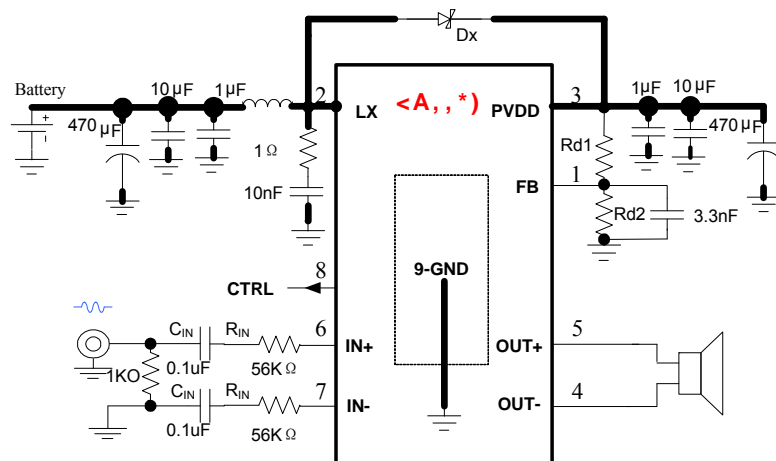 Dx
Battery
470μF
10μF
1μF
2
LX
<A, , *)
PVDD
3
1μF
10μF
470μF
1Ω
10nF
Rd1
1
FB
Rd2
3.3nF
9-GND
8
CTRL
CIN
RIN
6
IN+
0.1uF
56KΩ
1KO
CIN
RIN
7
IN-
0.1uF
56KΩ
5
OUT+
OUT-
4